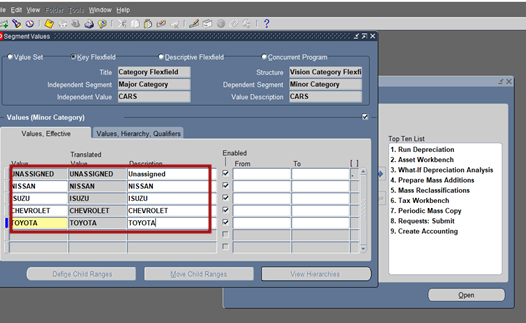 File Edit View Folder Tools Window Help
Segment Values
Value Set Key Flexfield Descriptive Flexfield Concurrent Program
Title Category Flexfield Structure Vision Category Flexfi
Independent Segment Major Category Dependent Segment Minor Category
Independent Value CARS Value Description CARS
Values (Minor Category)
Values, Effective Values, Hierarchy, Qualifiers
Translated Enabled
Value Value Description From To [ ]
UNASSIGNED UNASSIGNED Unassigned
NISSAN NISSAN NISSAN
ISUZU ISUZU ISUZU
CHEVROLET CHEVROLET CHEVROLET
TOYOTA TOYOTA TOYOTA
Define Child Ranges Move Child Ranges View Hierarchies
Top Ten List
1. Run Depreciation
2. Asset Workbench
3. What-If Depreciation Analysis
4. Prepare Mass Additions
5. Mass Reclassifications
6. Tax Workbench
7. Periodic Mass Copy
8. Requests: Submit
9. Create Accounting
Open